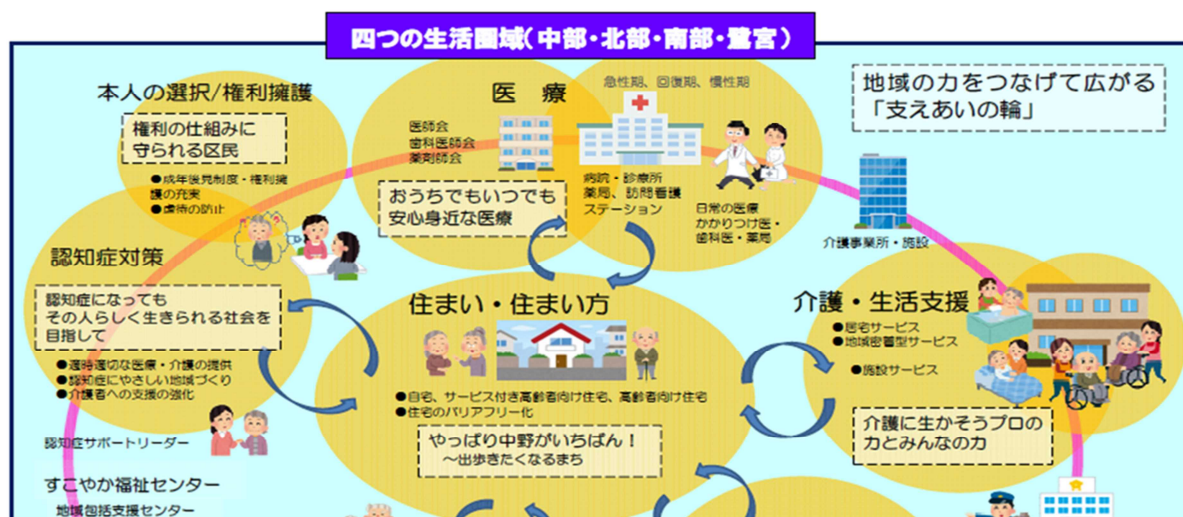 四つの生活圏域(中部・北部・南部・鷺宮)
本人の選択/権利擁護
権利の仕組みに
守られる区民
●成年後見制度・権利擁
護の充実
●虐待の防止
医 療
急性期、回復期、慢性期
医師会
歯科医師会
薬剤師会
おうちでもいつでも
安心身近な医療
病院・診療所
薬局、訪問看護
ステーション
日常の医療
かかりつけ医・
歯科医・薬局
地域の力をつなげて広がる
「支えあいの輪」
介護事業所・施設
認知症対策
認知症になっても
その人らしく生きられる社会を
目指して
●適時適切な医療・介護の提供
●認知症にやさしい地域づくり
●介護者への支援の強化
認知症サポートリーダー
すこやか福祉センター
地域包括支援センター
住まい・住まい方
●自宅、サービス付き高齢者向け住宅、高齢者向け住宅
●住宅のバリアフリー化
やっぱり中野がいちばん!
~出歩きたくなるまち
介護・生活支援
●居宅サービス
●地域密着型サービス
●施設サービス
介護に生かそうプロの
力とみんなの力